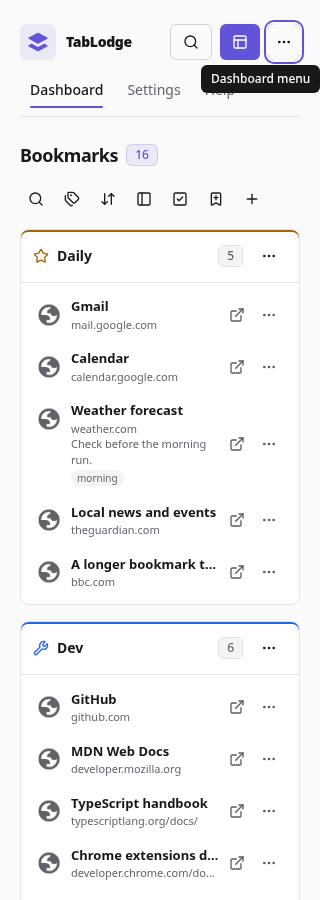 TabLodge
Dashboard menu
Dashboard Settings Help
Bookmarks 16
Daily 5
Gmail
mail.google.com
Calendar
calendar.google.com
Weather forecast
weather.com
Check before the morning
run.
morning
Local news and events
theguardian.com
A longer bookmark t...
bbc.com
Dev 6
GitHub
github.com
MDN Web Docs
developer.mozilla.org
TypeScript handbook
typescriptlang.org/docs/
Chrome extensions d...
developer.chrome.com/do...